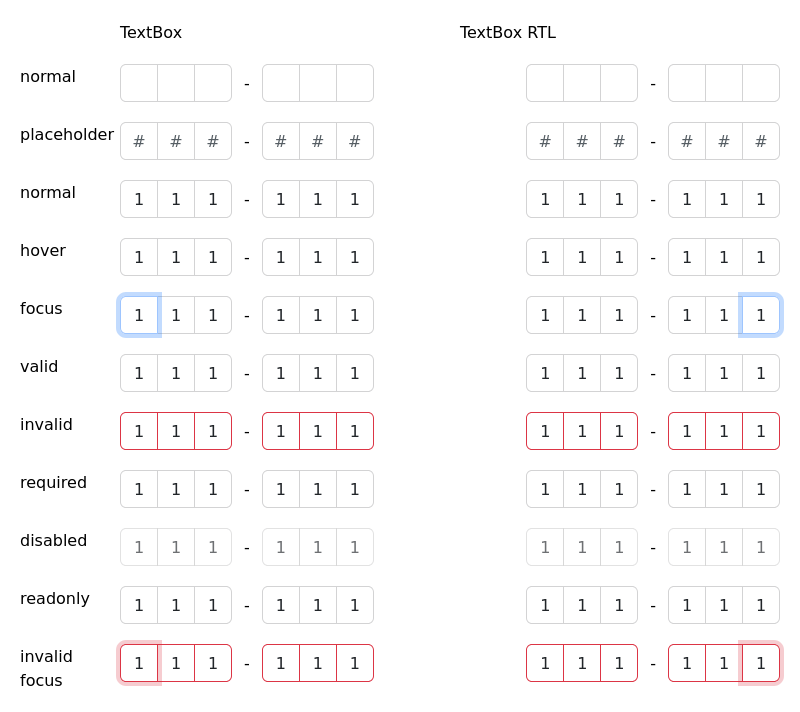 TextBox TextBox RTL
normal - -
placeholder # # # - # # # # # # - # # #
normal 1 1 1 - 1 1 1 1 1 1 - 1 1 1
hover 1 1 1 - 1 1 1 1 1 1 - 1 1 1
focus 1 1 1 - 1 1 1 1 1 1 - 1 1 1
valid 1 1 1 - 1 1 1 1 1 1 - 1 1 1
invalid 1 1 1 - 1 1 1 1 1 1 - 1 1 1
required 1 1 1 - 1 1 1 1 1 1 - 1 1 1
disabled 1 1 1 - 1 1 1 1 1 1 - 1 1 1
readonly 1 1 1 - 1 1 1 1 1 1 - 1 1 1
invalid 1 1 1 - 1 1 1 1 1 1 - 1 1 1
focus